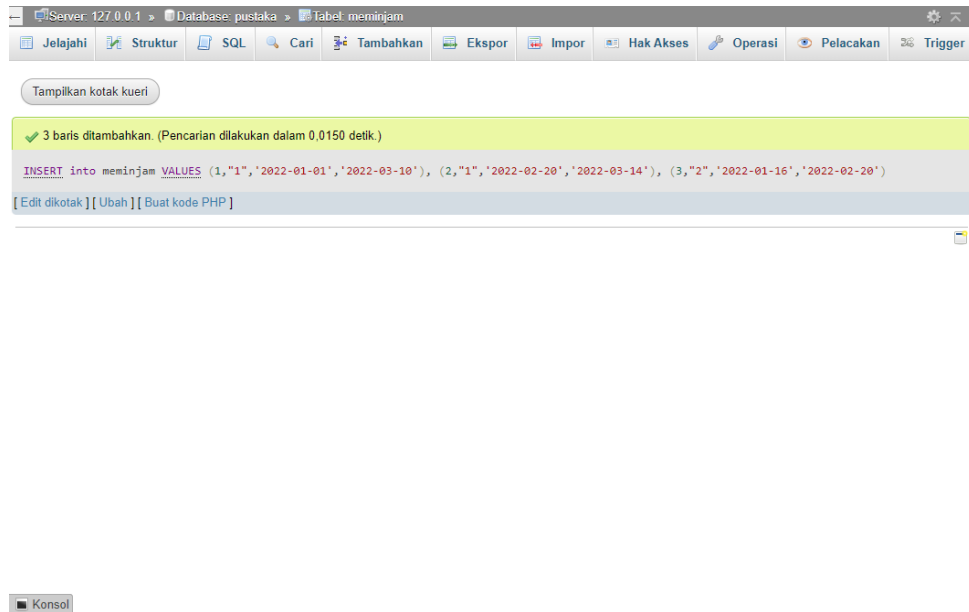 ← Server: 127.0.0.1 » Database: pustaka » Tabel: meminjam
Jelajahi Struktur SQL Cari Tambahkan Ekspor Impor Hak Akses Operasi Pelacakan Trigger
Tampilkan kotak kueri
3 baris ditambahkan. (Pencarian dilakukan dalam 0,0150 detik.)
INSERT into meminjam VALUES (1,"1",'2022-01-01','2022-03-10'), (2,"1",'2022-02-20','2022-03-14'), (3,"2",'2022-01-16','2022-02-20')
[ Edit dikotak ] [ Ubah ] [ Buat kode PHP ]
Konsol